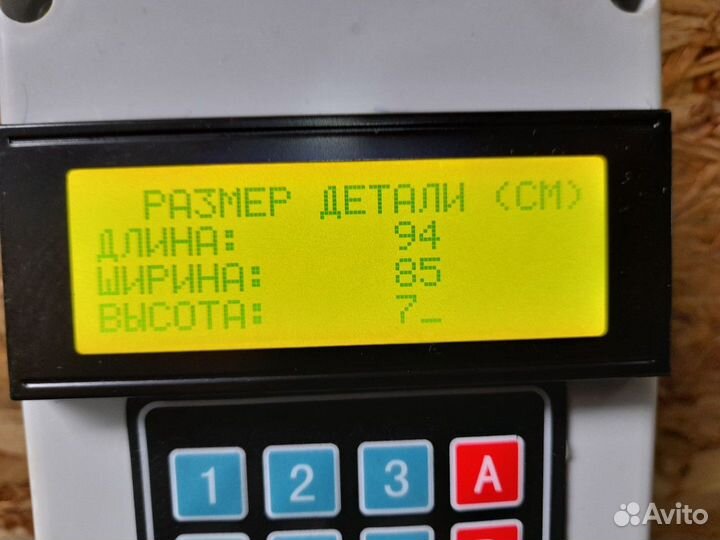 РАЗМЕР ДЕТАЛИ (СМ)
ДЛИНА: 94
ШИРИНА: 85
ВЫСОТА: 7_
1 2 3 A
Avito